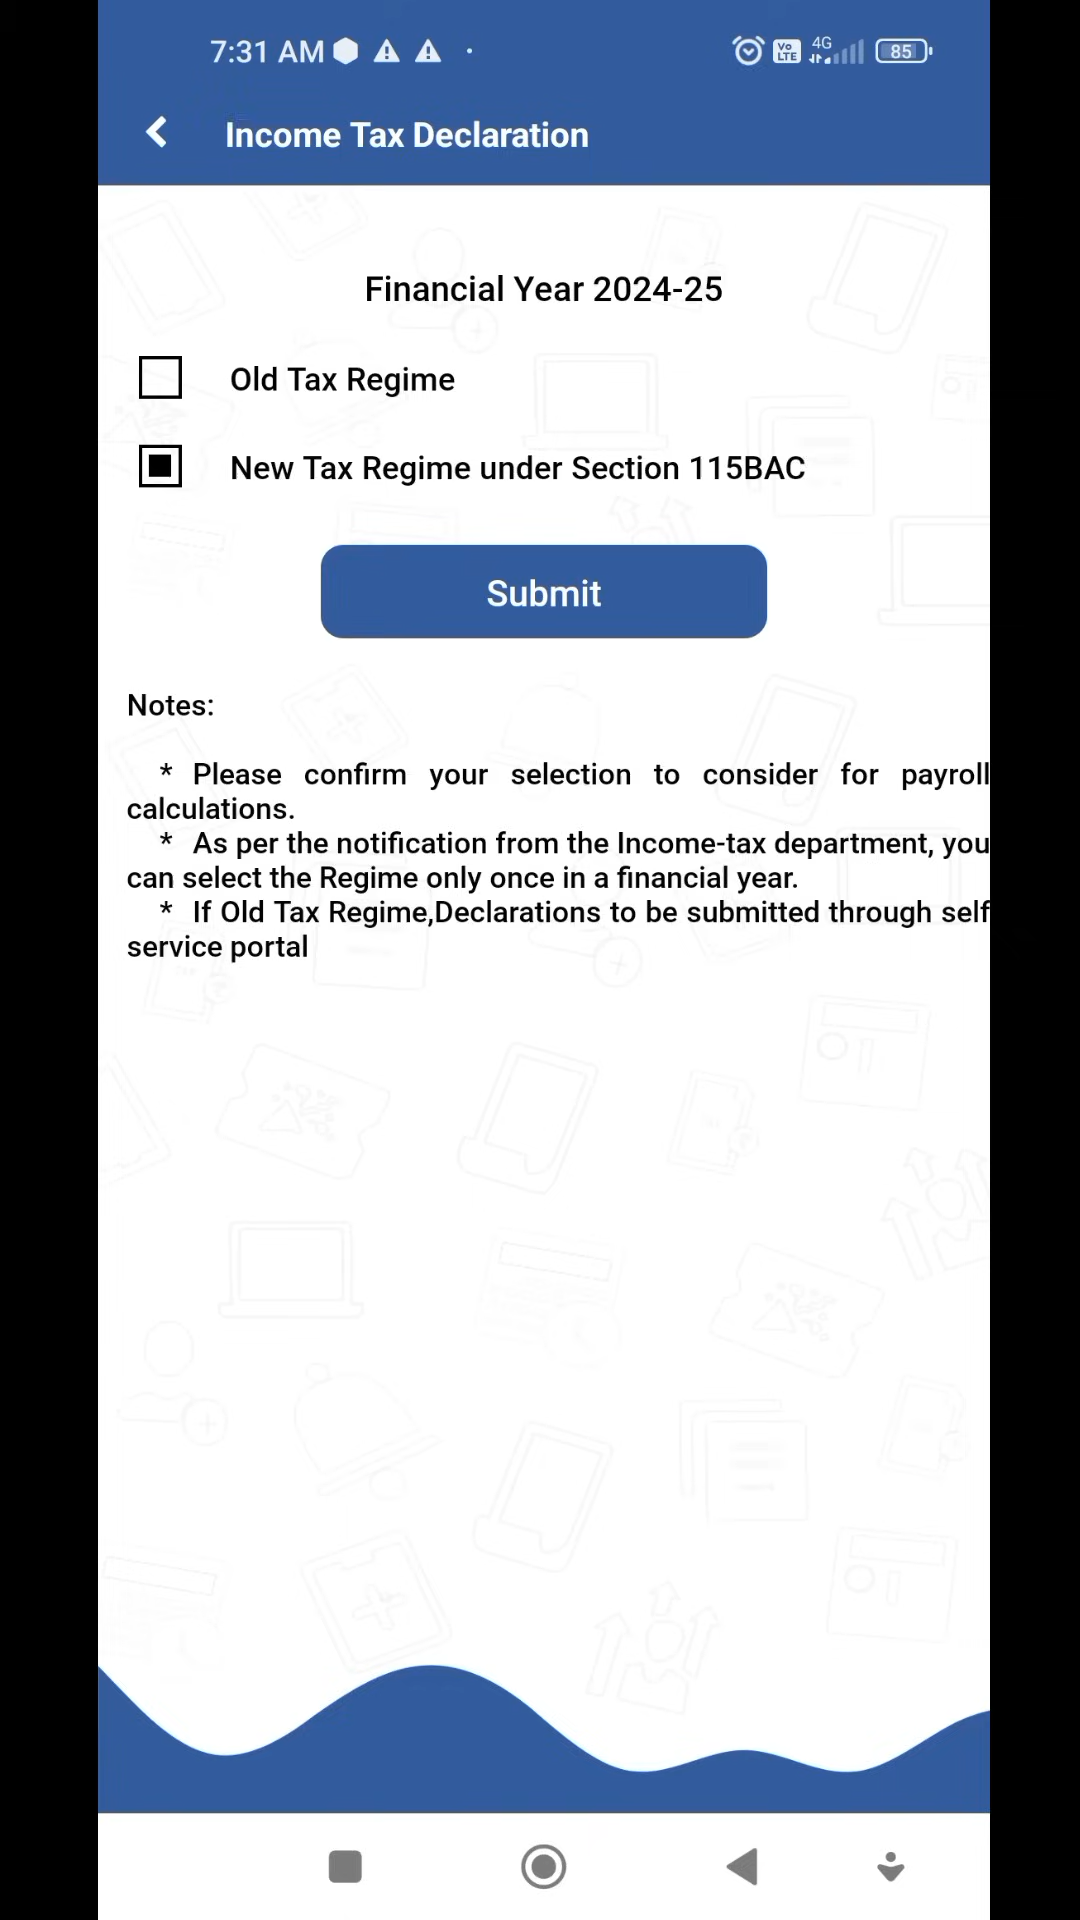 7:31 AM
Vo LTE 4G 85
Income Tax Declaration
Financial Year 2024-25
Old Tax Regime
New Tax Regime under Section 115BAC
Submit
Notes:
* Please confirm your selection to consider for payroll
calculations.
* As per the notification from the Income-tax department, you
can select the Regime only once in a financial year.
* If Old Tax Regime,Declarations to be submitted through self
service portal